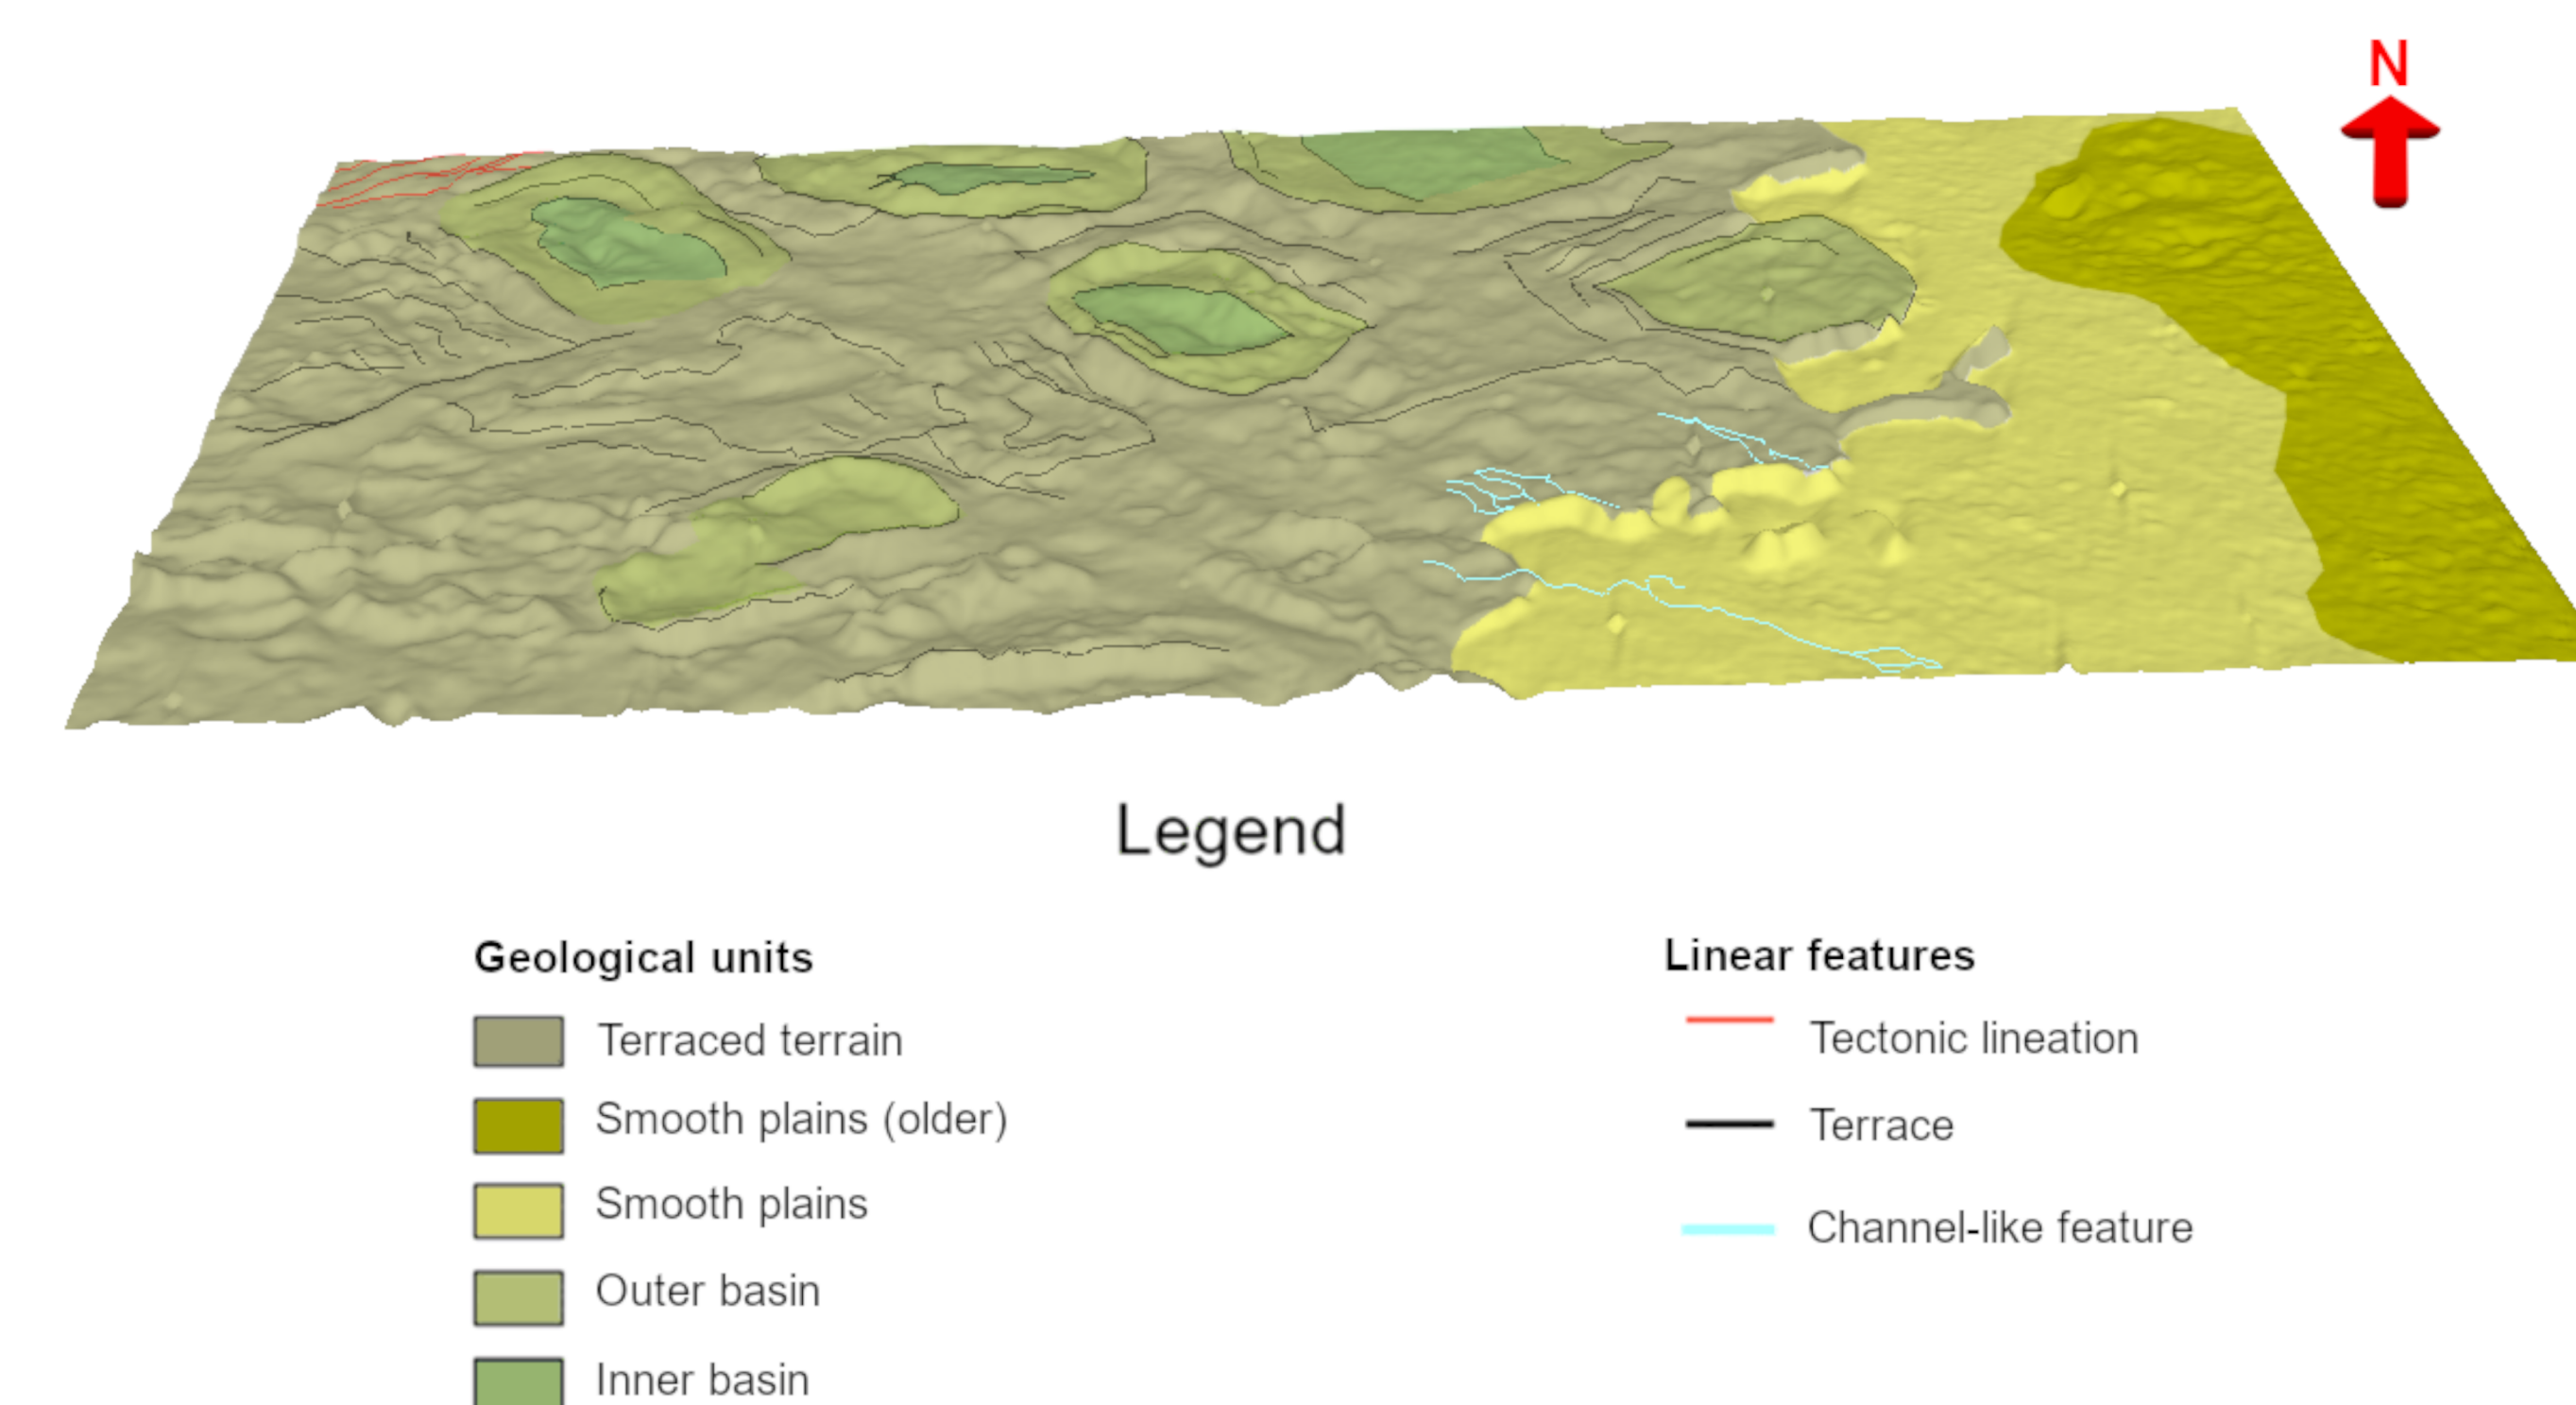 N
Legend
Geological units
Terraced terrain
Smooth plains (older)
Smooth plains
Outer basin
Inner basin
Linear features
Tectonic lineation
Terrace
Channel-like feature